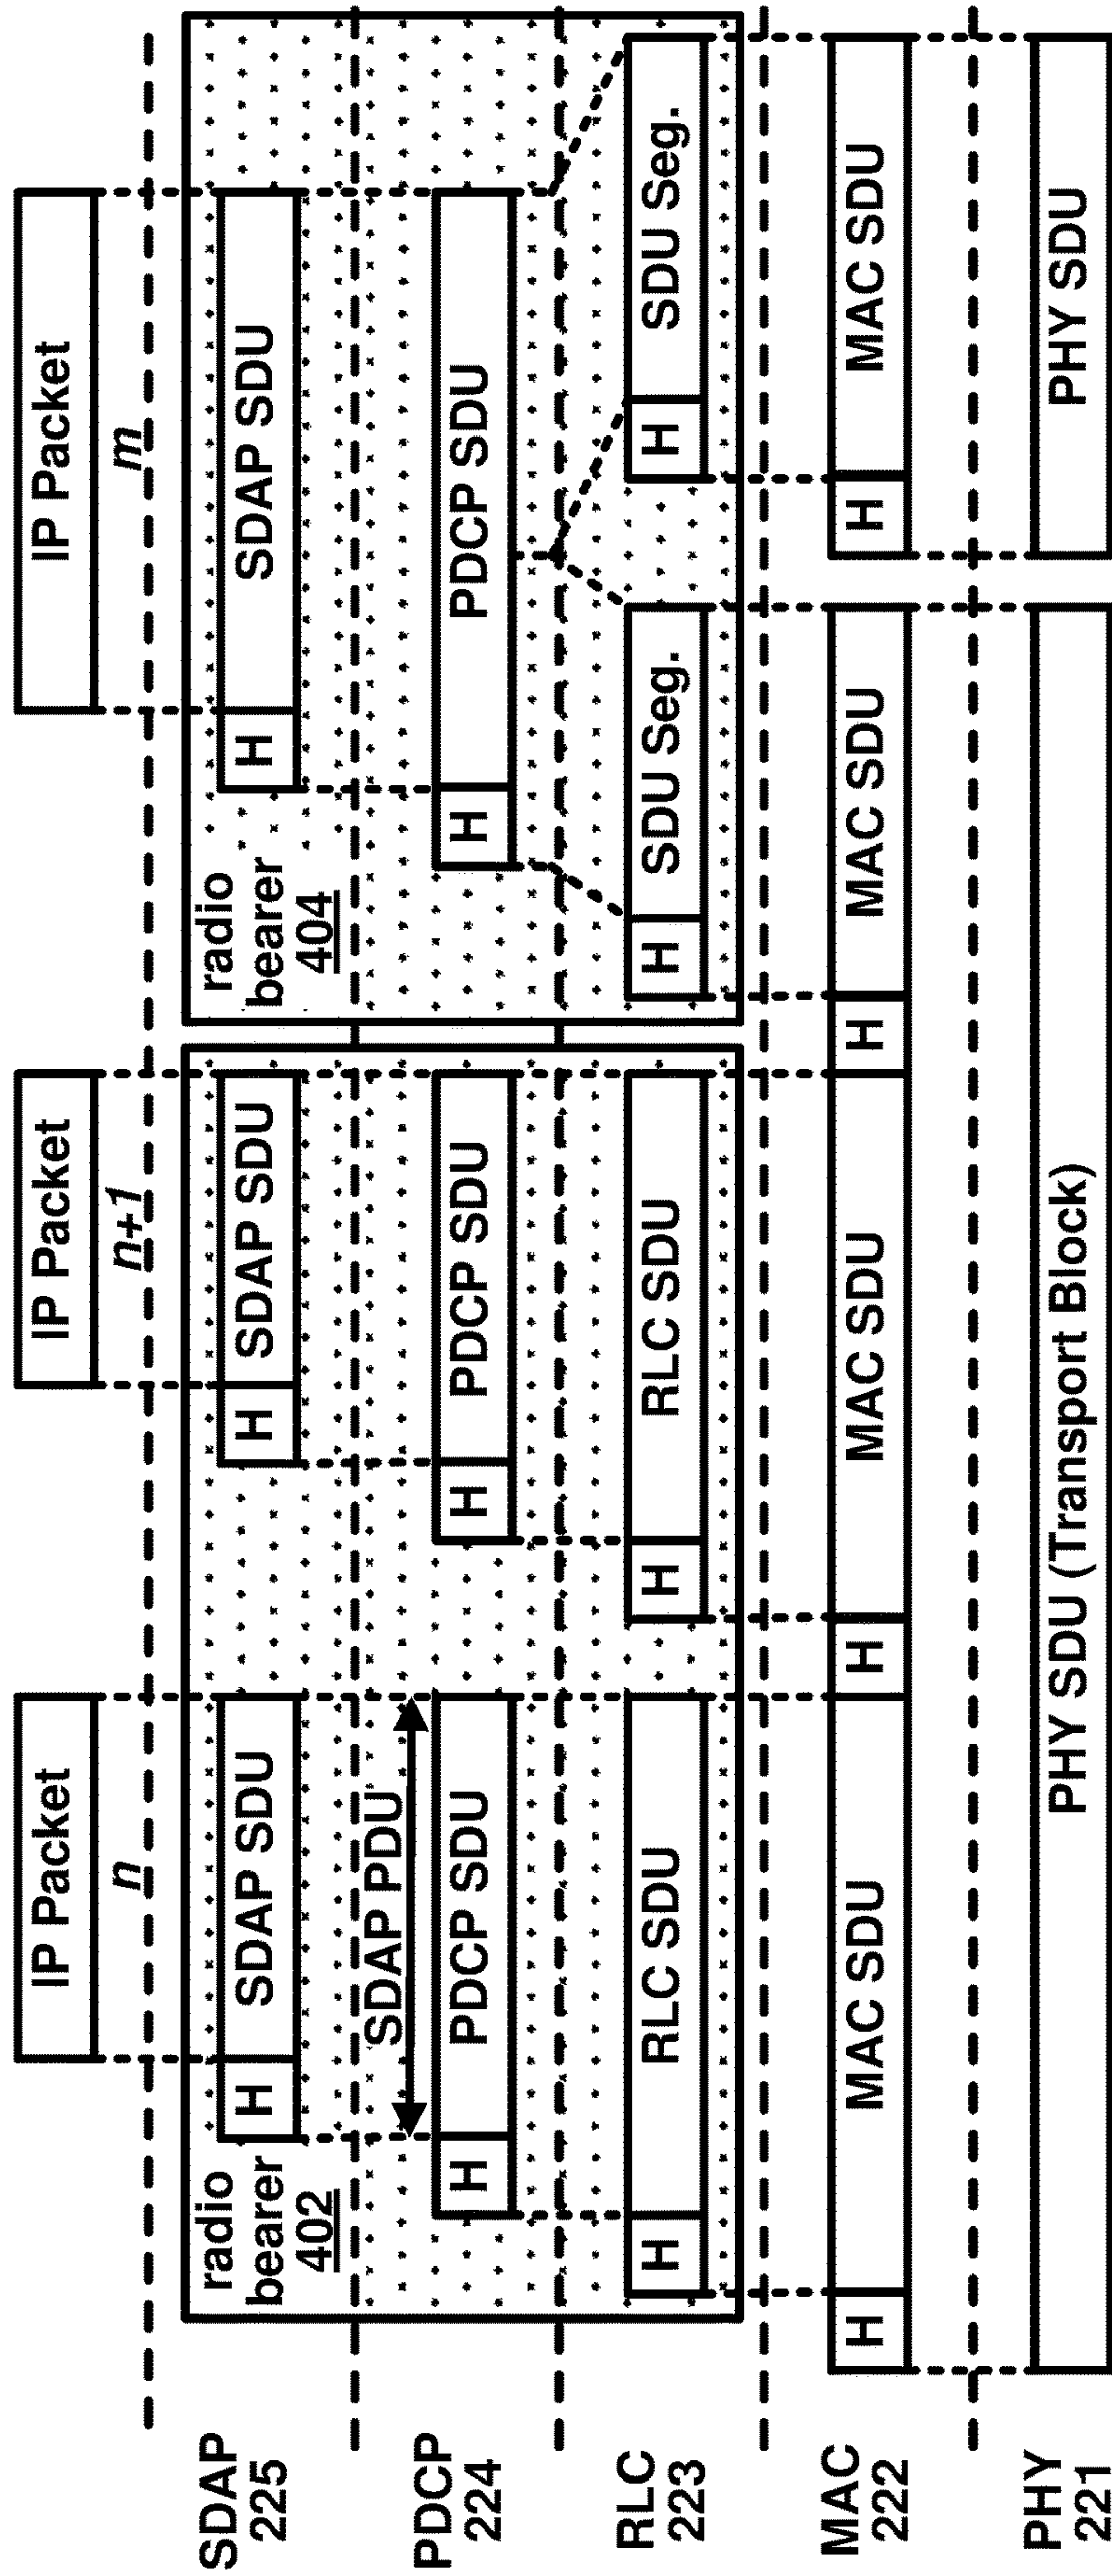 IP Packet
n
IP Packet
n+1
IP Packet
m
SDAP
225
radio
bearer
402
H
SDAP SDU
H
SDAP SDU
radio
bearer
404
H
SDAP SDU
SDAP PDU
PDCP
224
H
PDCP SDU
H
PDCP SDU
H
PDCP SDU
RLC
223
H
RLC SDU
H
RLC SDU
H
SDU Seg.
H
SDU Seg.
MAC
222
H
MAC SDU
H
MAC SDU
H
MAC SDU
H
MAC SDU
PHY
221
PHY SDU (Transport Block)
PHY SDU